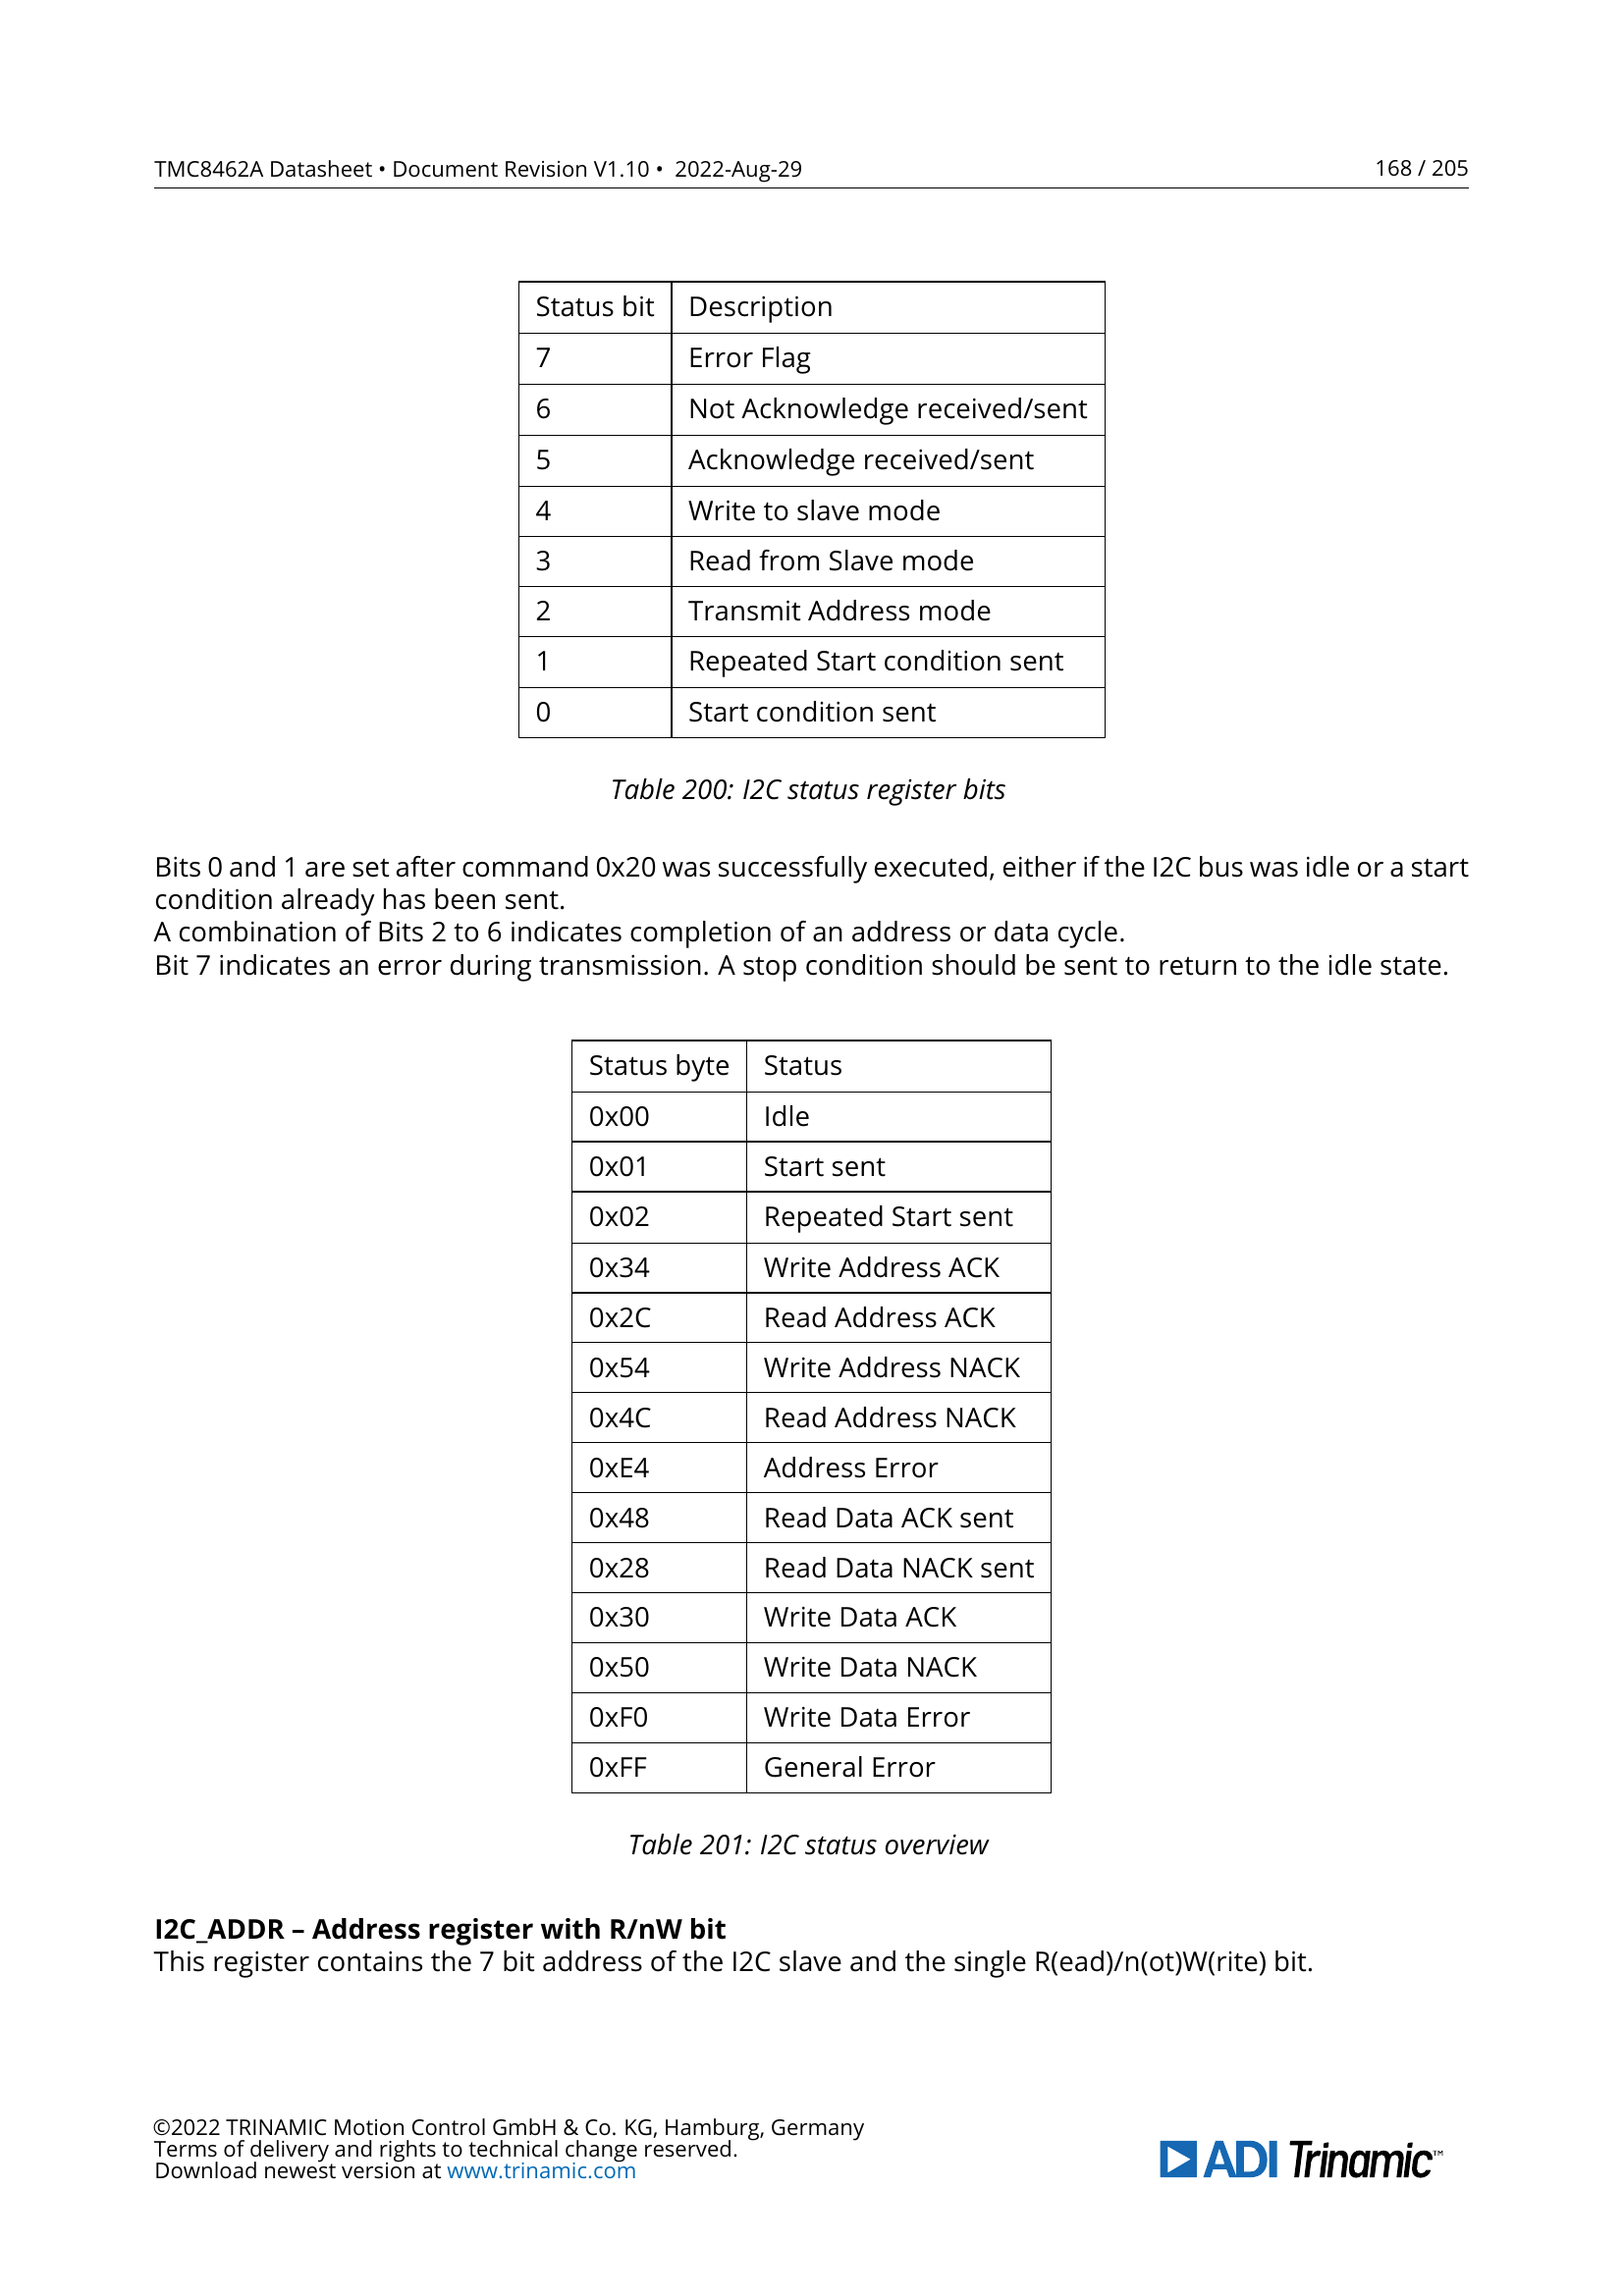 TMC8462A Datasheet • Document Revision V1.10 • 2022-Aug-29
168 / 205
Status bit Description
7 Error Flag
6 Not Acknowledge received/sent
5 Acknowledge received/sent
4 Write to slave mode
3 Read from Slave mode
2 Transmit Address mode
1 Repeated Start condition sent
0 Start condition sent
Table 200: I2C status register bits
Bits 0 and 1 are set after command 0x20 was successfully executed, either if the I2C bus was idle or a start
condition already has been sent.
A combination of Bits 2 to 6 indicates completion of an address or data cycle.
Bit 7 indicates an error during transmission. A stop condition should be sent to return to the idle state.
Status byte Status
0x00 Idle
0x01 Start sent
0x02 Repeated Start sent
0x34 Write Address ACK
0x2C Read Address ACK
0x54 Write Address NACK
0x4C Read Address NACK
0xE4 Address Error
0x48 Read Data ACK sent
0x28 Read Data NACK sent
0x30 Write Data ACK
0x50 Write Data NACK
0xF0 Write Data Error
0xFF General Error
Table 201: I2C status overview
I2C_ADDR – Address register with R/nW bit
This register contains the 7 bit address of the I2C slave and the single R(ead)/n(ot)W(rite) bit.
©2022 TRINAMIC Motion Control GmbH & Co. KG, Hamburg, Germany
Terms of delivery and rights to technical change reserved.
Download newest version at www.trinamic.com
ADI Trinamic™